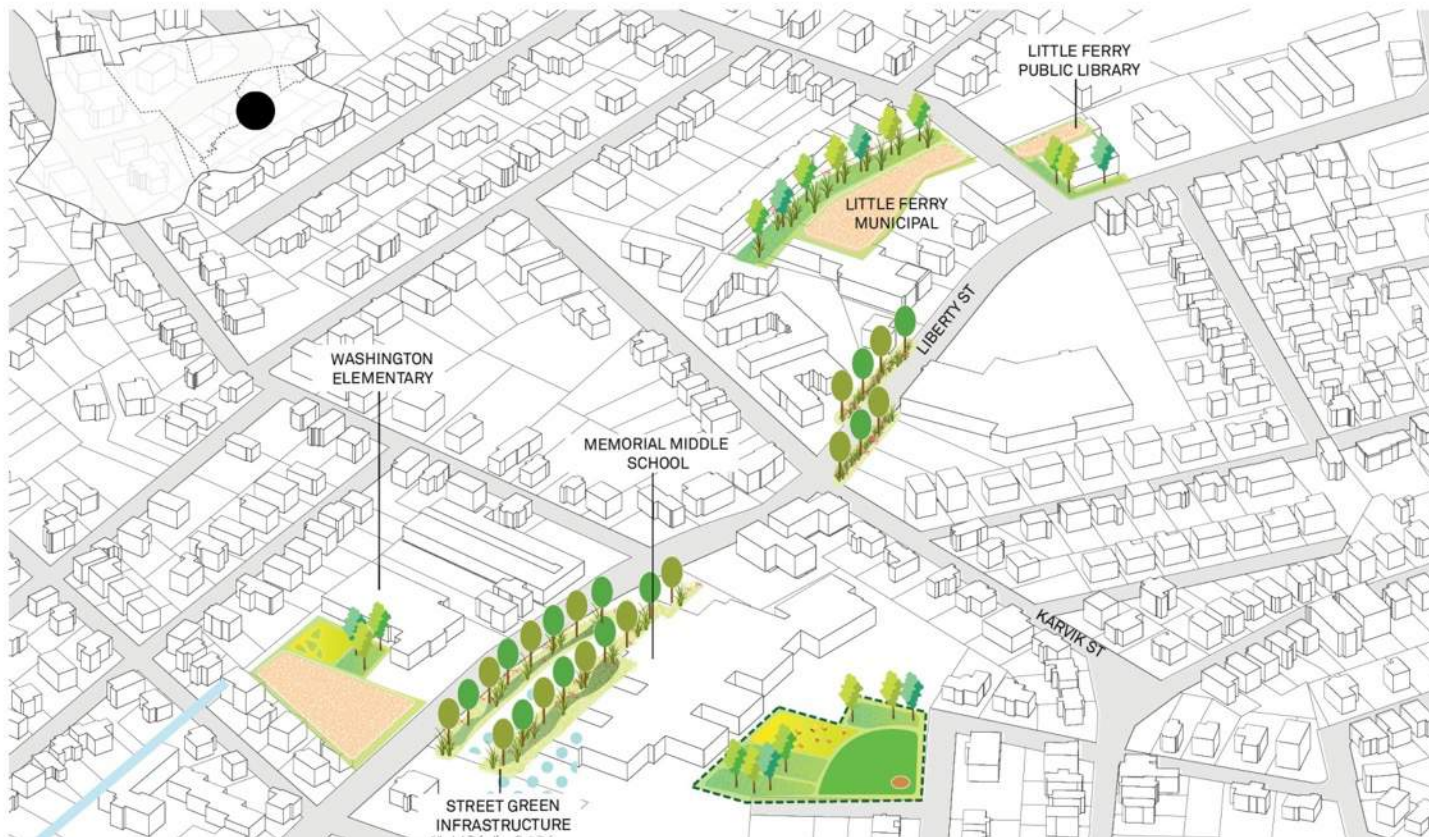 LITTLE FERRY
PUBLIC LIBRARY
LITTLE FERRY
MUNICIPAL
LIBERTY ST
WASHINGTON
ELEMENTARY
MEMORIAL MIDDLE
SCHOOL
KARVIK ST
STREET GREEN
INFRASTRUCTURE